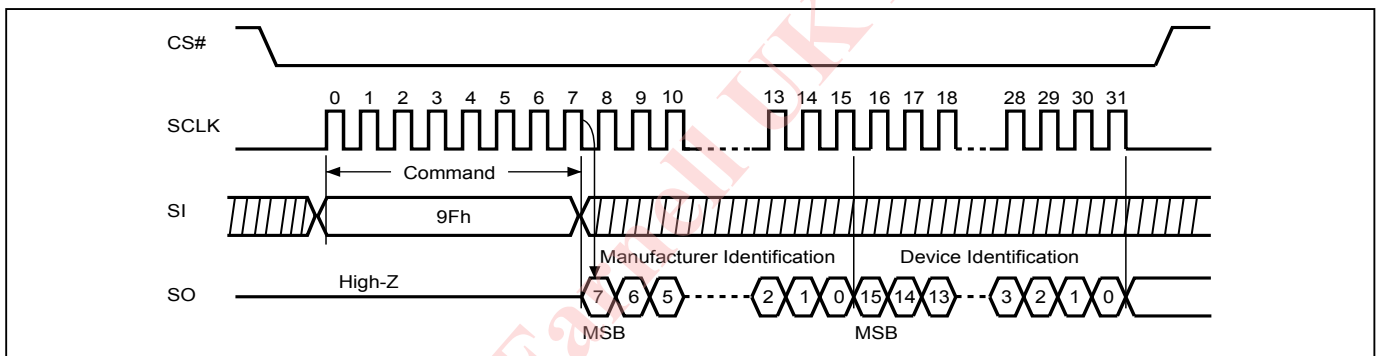 CS#
0 1 2 3 4 5 6 7 8 9 10 13 14 15 16 17 18 28 29 30 31
SCLK
Command
SI
9Fh
Manufacturer Identification Device Identification
High-Z
SO
7 6 5 2 1 0 15 14 13 3 2 1 0
MSB MSB
Farnell UK